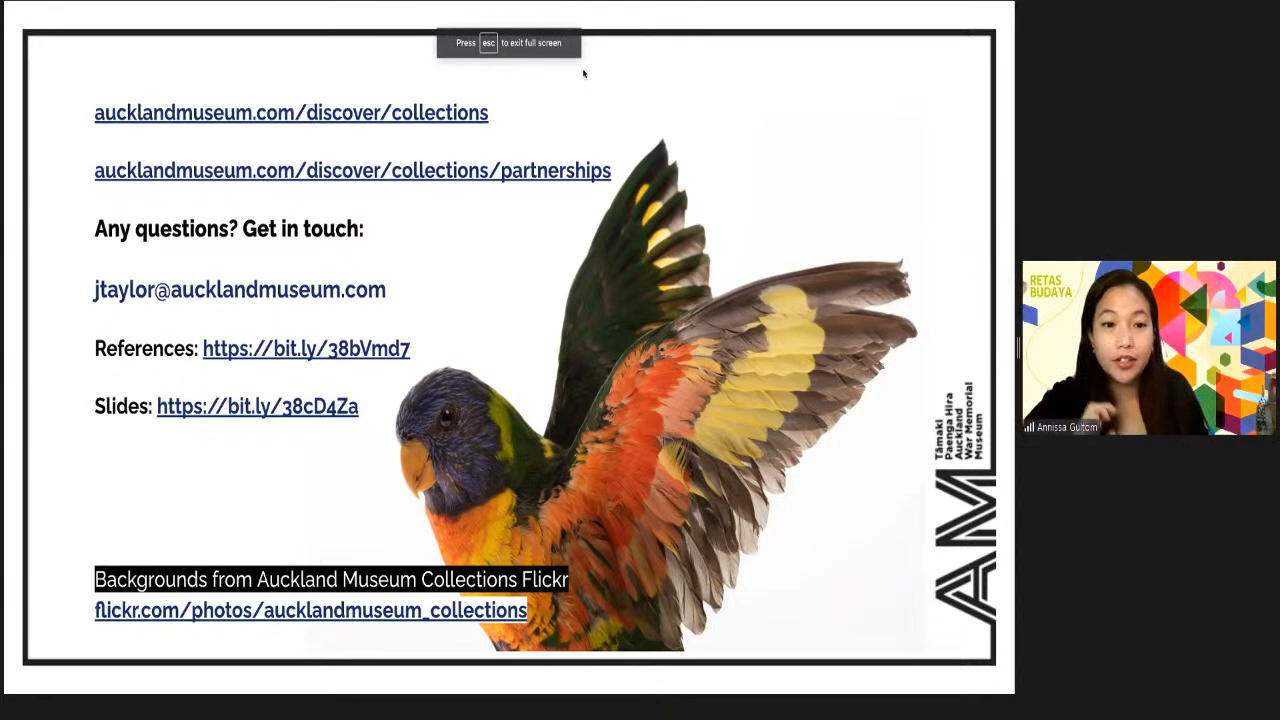 Press esc to exit full screen
aucklandmuseum.com/discover/collections
aucklandmuseum.com/discover/collections/partnerships
Any questions? Get in touch:
jtaylor@aucklandmuseum.com
References: https://bit.ly/38bVmd7
Slides: https://bit.ly/38cD4Za
Backgrounds from Auckland Museum Collections Flickr
flickr.com/photos/aucklandmuseum_collections
Tāmaki
Paenga Hira
Auckland
War Memorial
Museum
AM
RETAS
BUDAYA
Annissa Gultom